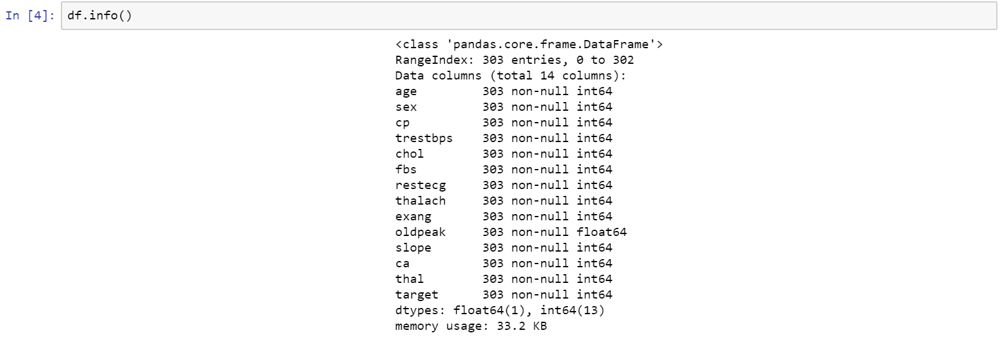 In [4]: df.info()
<class 'pandas.core.frame.DataFrame'>
RangeIndex: 303 entries, 0 to 302
Data columns (total 14 columns):
age         303 non-null int64
sex         303 non-null int64
cp          303 non-null int64
trestbps    303 non-null int64
chol        303 non-null int64
fbs         303 non-null int64
restecg     303 non-null int64
thalach     303 non-null int64
exang       303 non-null int64
oldpeak     303 non-null float64
slope       303 non-null int64
ca          303 non-null int64
thal        303 non-null int64
target      303 non-null int64
dtypes: float64(1), int64(13)
memory usage: 33.2 KB